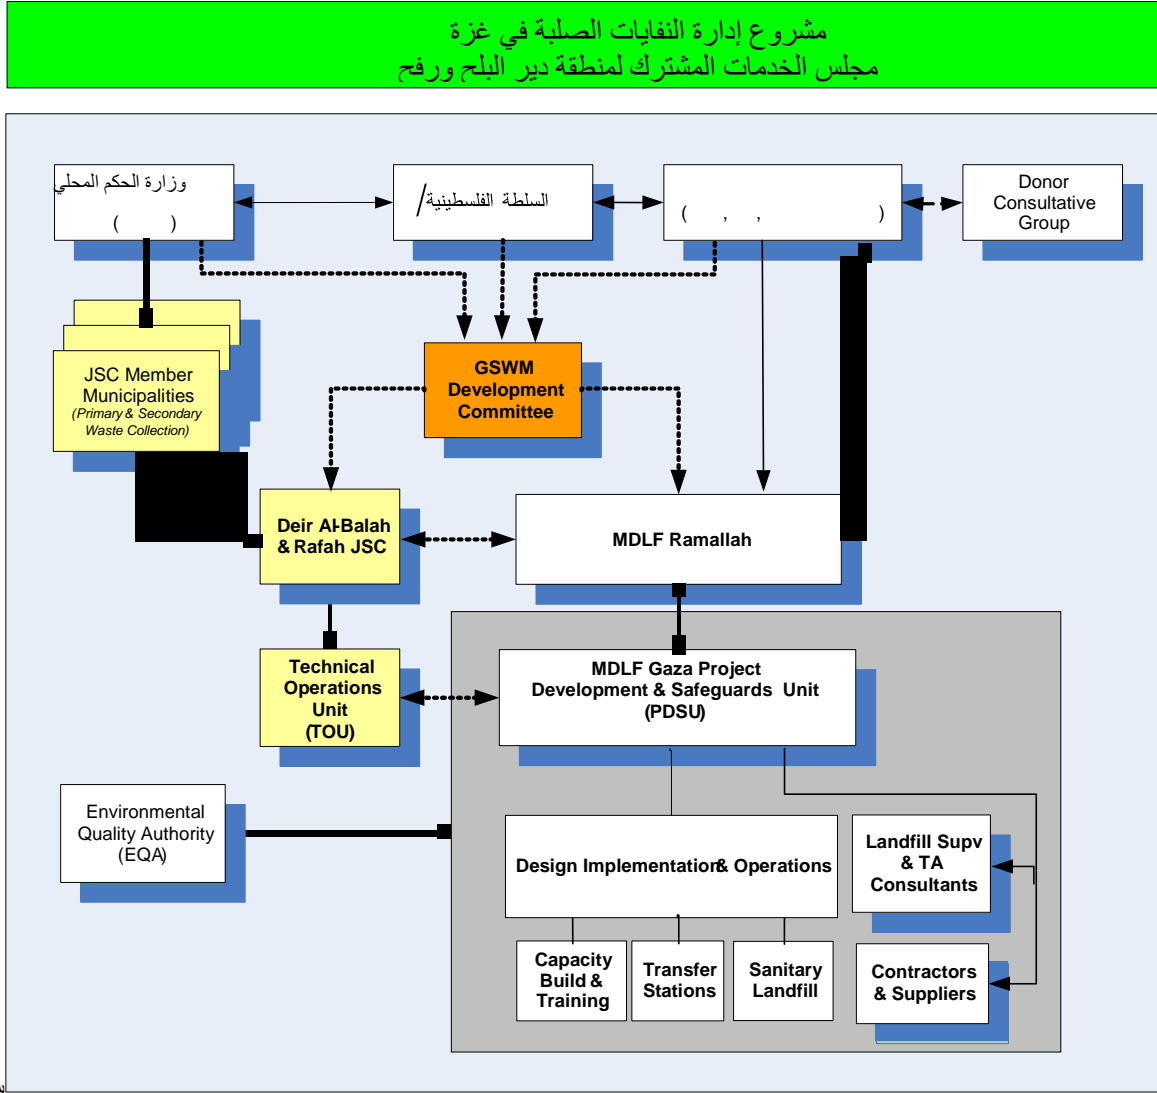 مشروع إدارة النفايات الصلبة في غزة
مجلس الخدمات المشترك لمنطقة دير البلح ورفح
وزارة الحكم المحلي
( )
السلطة الفلسطينية/
( , , )
Donor
Consultative
Group
JSC Member
Municipalities
(Primary & Secondary
Waste Collection)
GSWM
Development
Committee
Deir Al-Balah
& Rafah JSC
MDLF Ramallah
Technical
Operations
Unit
(TOU)
MDLF Gaza Project
Development & Safeguards Unit
(PDSU)
Environmental
Quality Authority
(EQA)
Design Implementation& Operations
Landfill Supv
& TA
Consultants
Capacity
Build &
Training
Transfer
Stations
Sanitary
Landfill
Contractors
& Suppliers